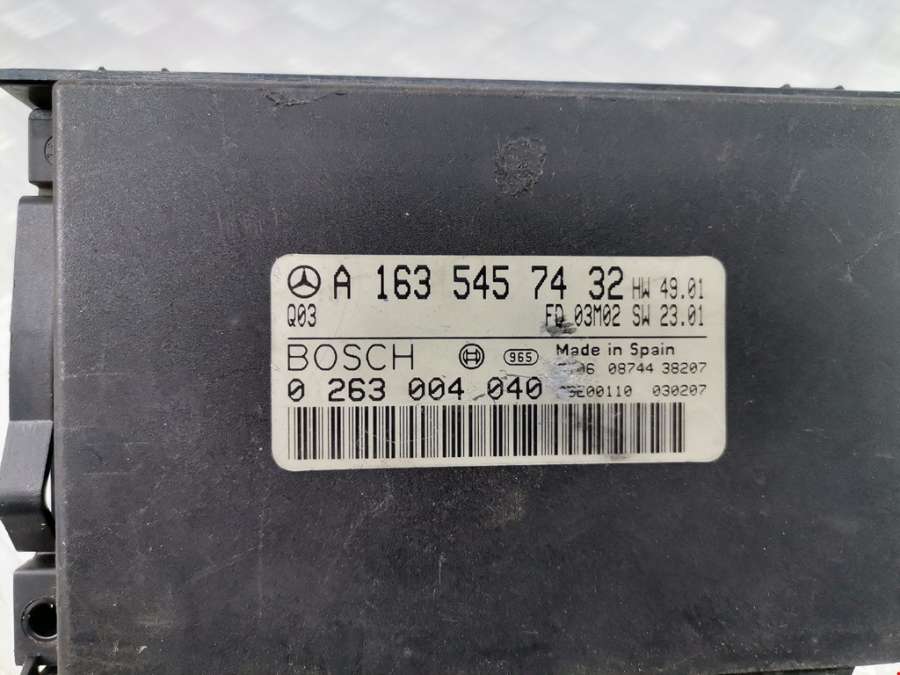 A 163 545 74 32 HW 49.01
Q03 FD 03M02 SW 23.01
BOSCH 965 Made in Spain
08744 38207
0 263 004 040 030207